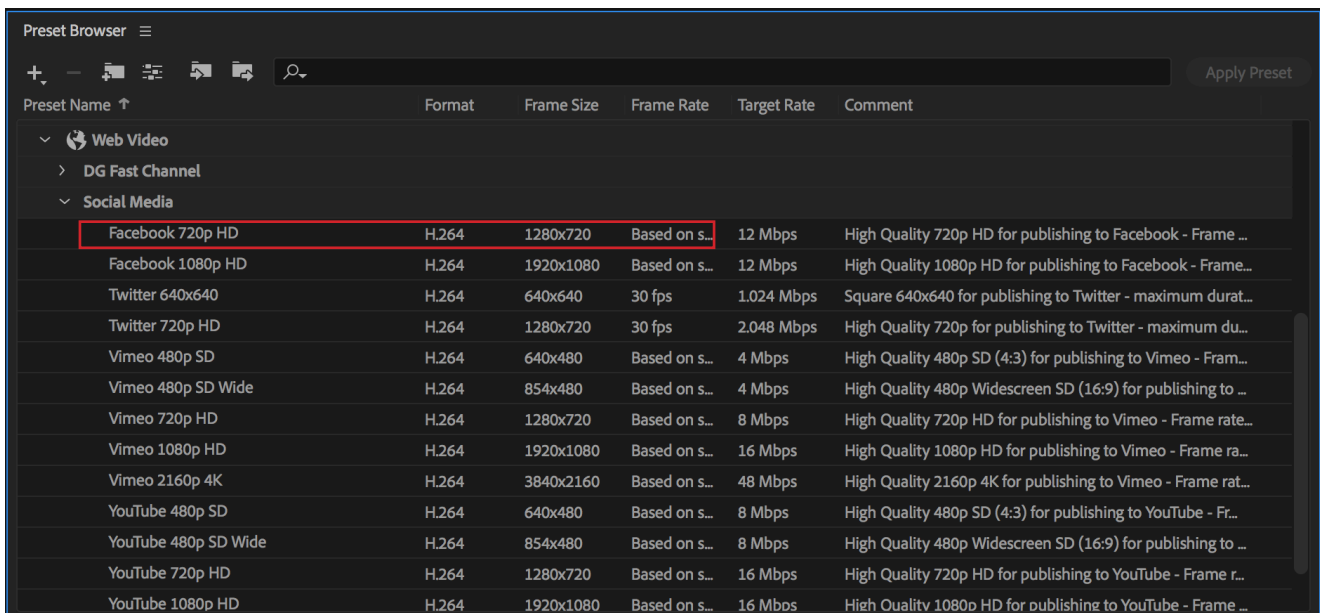 Preset Browser
Apply Preset
Preset Name Format Frame Size Frame Rate Target Rate Comment
Web Video
DG Fast Channel
Social Media
Facebook 720p HD H.264 1280x720 Based on s... 12 Mbps High Quality 720p HD for publishing to Facebook - Frame ...
Facebook 1080p HD H.264 1920x1080 Based on s... 12 Mbps High Quality 1080p HD for publishing to Facebook - Frame...
Twitter 640x640 H.264 640x640 30 fps 1.024 Mbps Square 640x640 for publishing to Twitter - maximum durat...
Twitter 720p HD H.264 1280x720 30 fps 2.048 Mbps High Quality 720p for publishing to Twitter - maximum du...
Vimeo 480p SD H.264 640x480 Based on s... 4 Mbps High Quality 480p SD (4:3) for publishing to Vimeo - Fram...
Vimeo 480p SD Wide H.264 854x480 Based on s... 4 Mbps High Quality 480p Widescreen SD (16:9) for publishing to ...
Vimeo 720p HD H.264 1280x720 Based on s... 8 Mbps High Quality 720p HD for publishing to Vimeo - Frame rate...
Vimeo 1080p HD H.264 1920x1080 Based on s... 16 Mbps High Quality 1080p HD for publishing to Vimeo - Frame ra...
Vimeo 2160p 4K H.264 3840x2160 Based on s... 48 Mbps High Quality 2160p 4K for publishing to Vimeo - Frame rat...
YouTube 480p SD H.264 640x480 Based on s... 8 Mbps High Quality 480p SD (4:3) for publishing to YouTube - Fr...
YouTube 480p SD Wide H.264 854x480 Based on s... 8 Mbps High Quality 480p Widescreen SD (16:9) for publishing to ...
YouTube 720p HD H.264 1280x720 Based on s... 16 Mbps High Quality 720p HD for publishing to YouTube - Frame r...
YouTube 1080p HD H.264 1920x1080 Based on s... 16 Mbps High Quality 1080p HD for publishing to YouTube - Frame ...